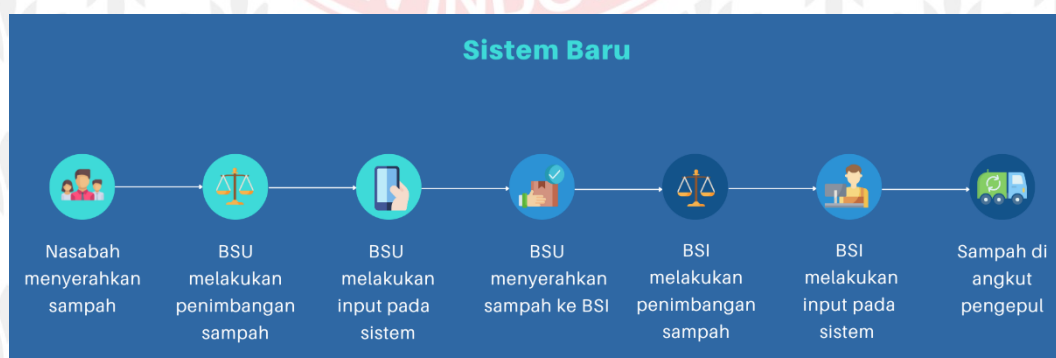 Sistem Baru
Nasabah
menyerahkan
sampah
BSU
melakukan
penimbangan
sampah
BSU
melakukan
input pada
sistem
BSU
menyerahkan
sampah ke BSI
BSI
melakukan
penimbangan
sampah
BSI
melakukan
input pada
sistem
Sampah di
angkut
pengepul